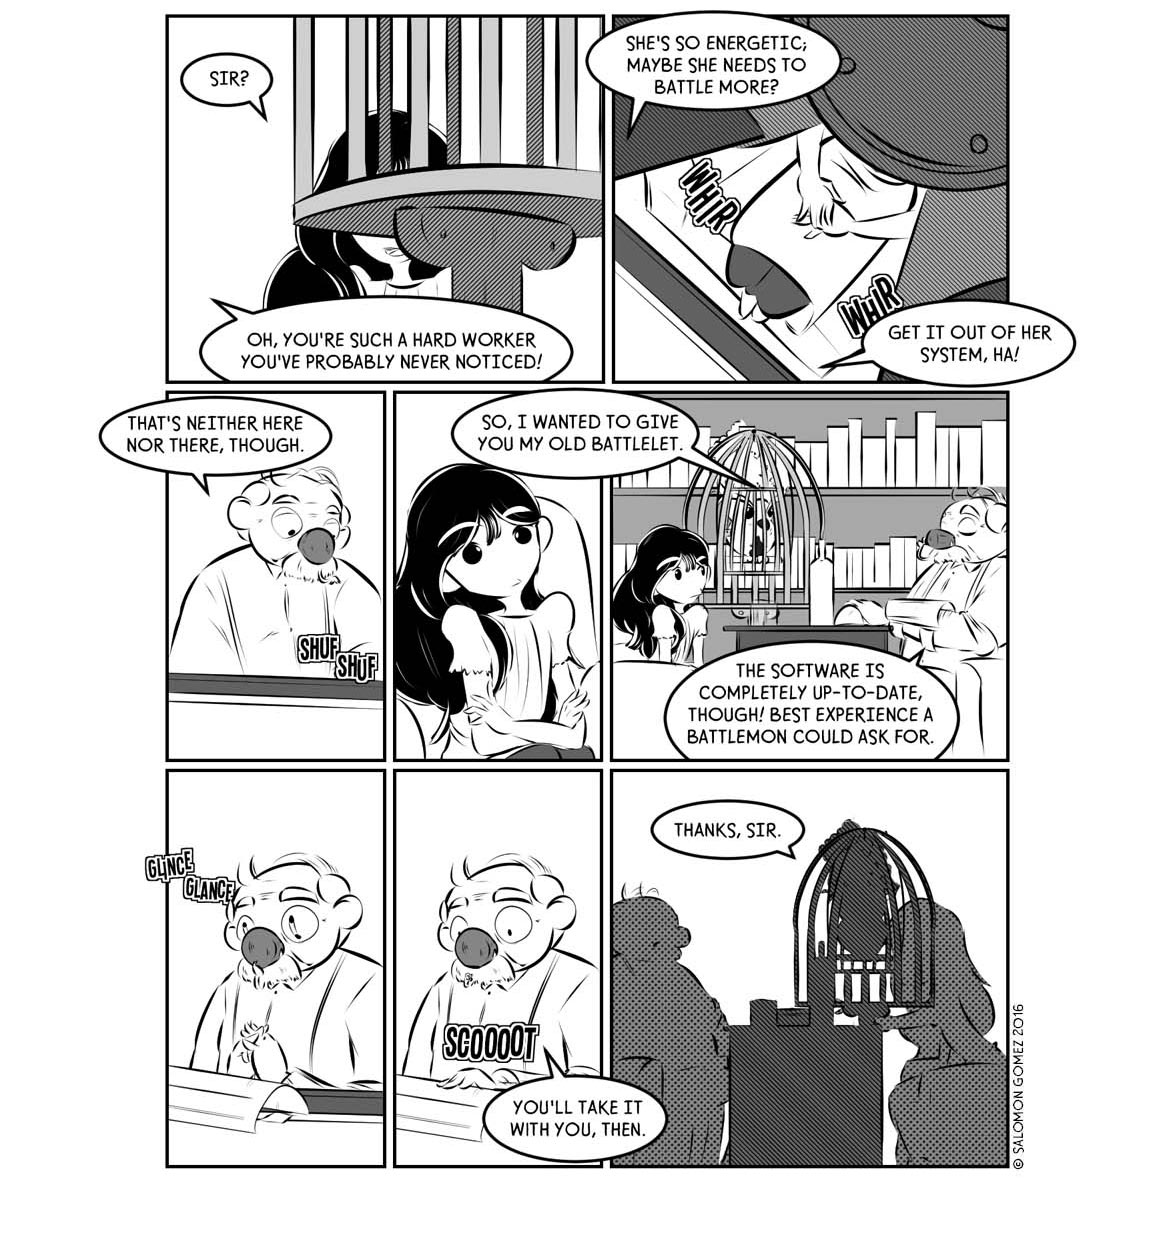 SIR?
OH, YOU'RE SUCH A HARD WORKER
YOU'VE PROBABLY NEVER NOTICED!
SHE'S SO ENERGETIC;
MAYBE SHE NEEDS TO
BATTLE MORE?
WHIR
WHIR
GET IT OUT OF HER
SYSTEM, HA!
THAT'S NEITHER HERE
NOR THERE, THOUGH.
SHUF
SHUF
SO, I WANTED TO GIVE
YOU MY OLD BATTLELET.
THE SOFTWARE IS
COMPLETELY UP-TO-DATE,
THOUGH! BEST EXPERIENCE A
BATTLEMON COULD ASK FOR.
GLINCE
GLANCE
SCOOOOT
YOU'LL TAKE IT
WITH YOU, THEN.
THANKS, SIR.
© SALOMON GOMEZ 2016